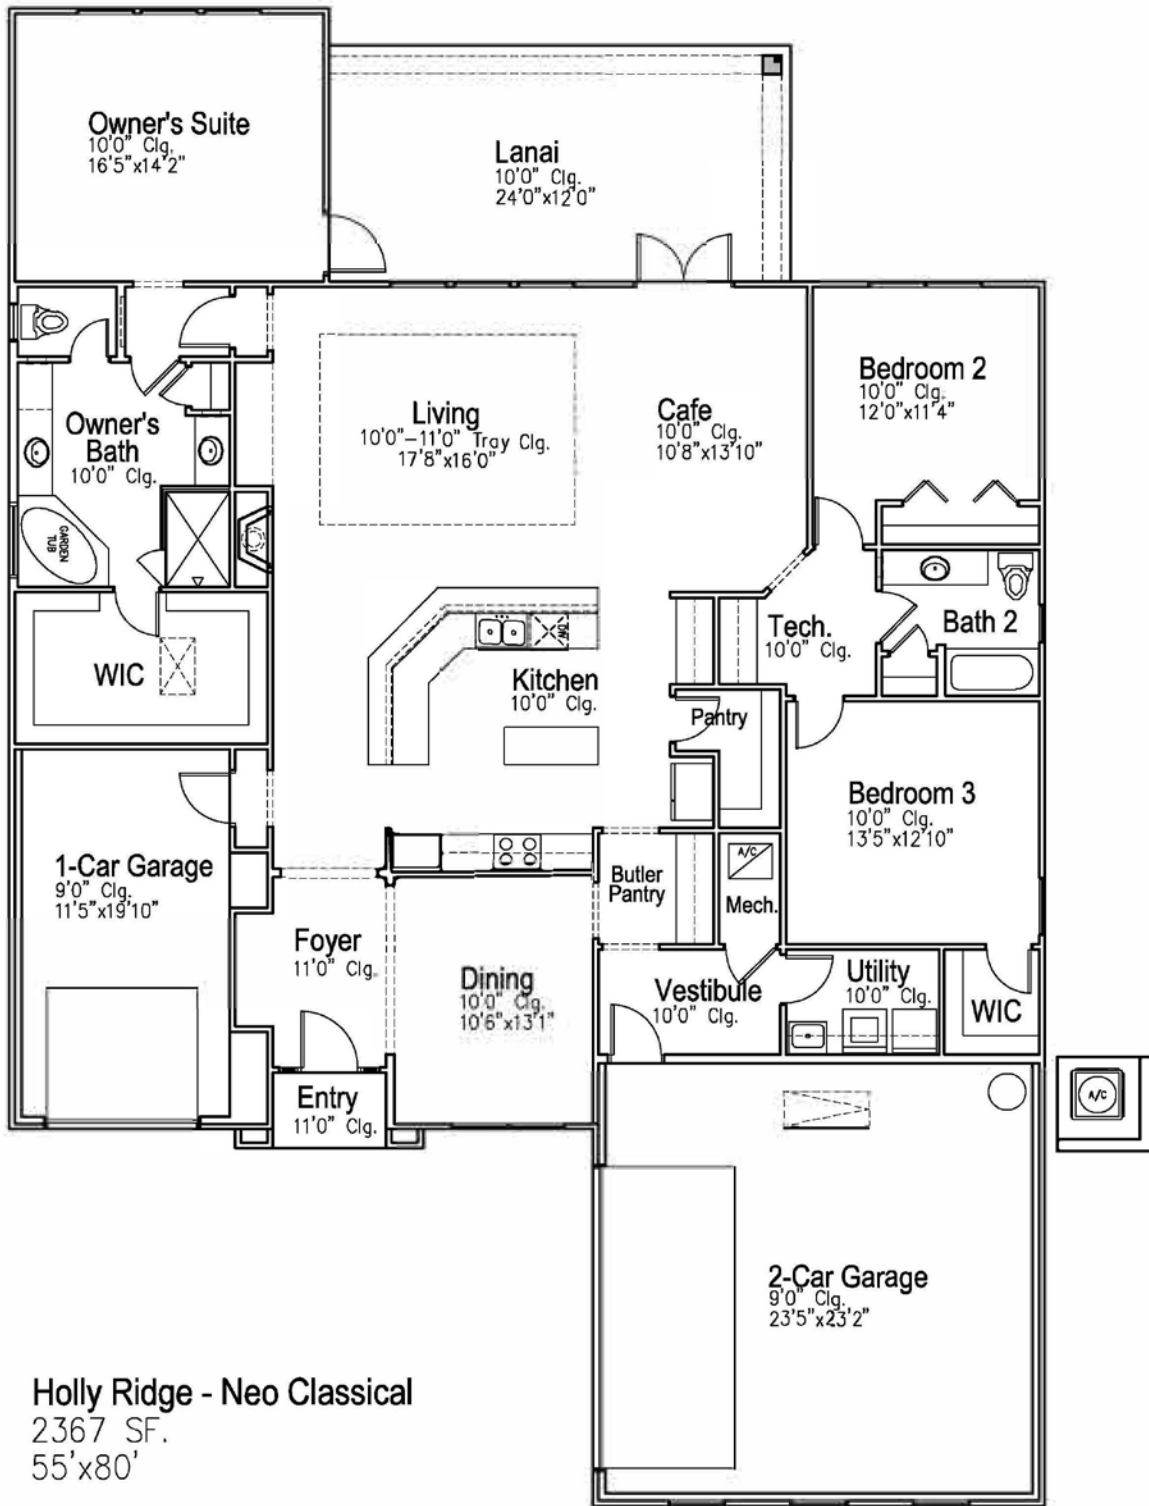 Owner's Suite
10'0" Clg.
16'5"x14'2"
Lanai
10'0" Clg.
24'0"x12'0"
Living
10'0"–11'0" Tray Clg.
17'8"x16'0"
Cafe
10'0" Clg.
10'8"x13'10"
Bedroom 2
10'0" Clg.
12'0"x11'4"
Owner's
Bath
10'0" Clg.
GARDEN
TUB
WIC
DW
Kitchen
10'0" Clg.
Tech.
10'0" Clg.
Bath 2
Pantry
Bedroom 3
10'0" Clg.
13'5"x12'10"
1-Car Garage
9'0" Clg.
11'5"x19'10"
Foyer
11'0" Clg.
Dining
10'0" Clg.
10'6"x13'1"
Butler
Pantry
A/C
Mech.
Vestibule
10'0" Clg.
Utility
10'0" Clg.
WIC
Entry
11'0" Clg.
A/C
2-Car Garage
9'0" Clg.
23'5"x23'2"
Holly Ridge - Neo Classical
2367 SF.
55'x80'